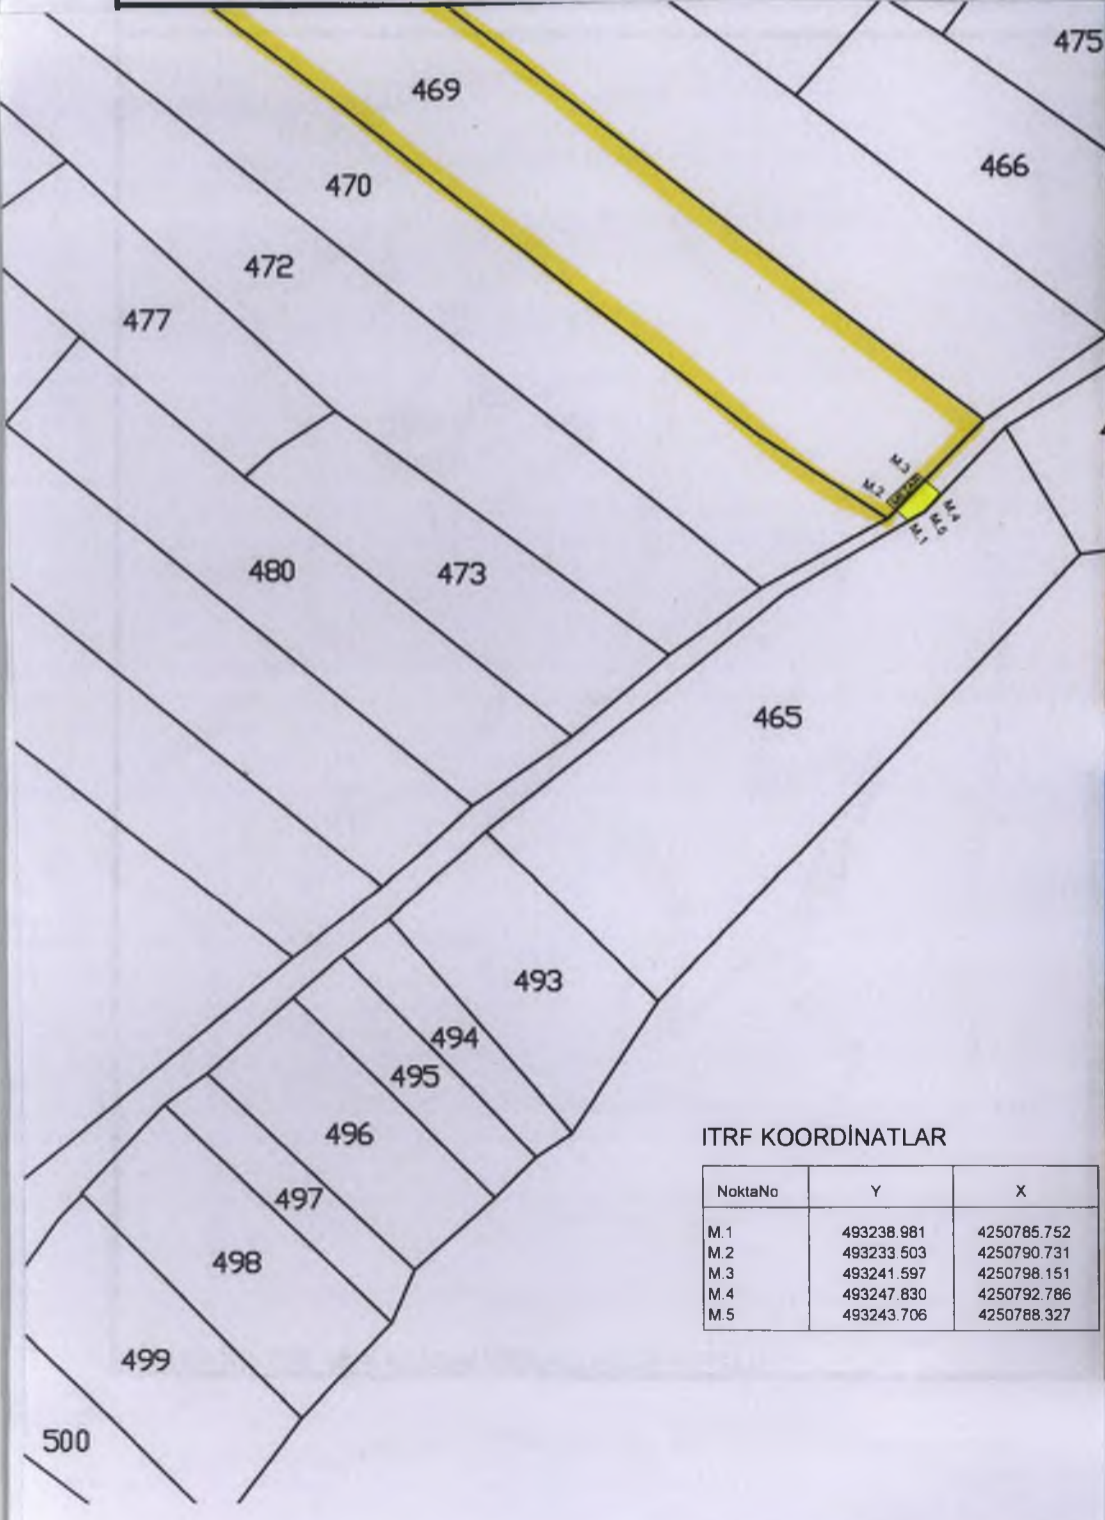 475
469
466
470
472
477
M.3
M.2
M.4
M.5
M.1
480
473
465
493
494
495
496
497
498
499
500
ITRF KOORDİNATLAR
NoktaNo Y X
M.1 493238.981 4250785.752
M.2 493233.503 4250790.731
M.3 493241.597 4250798.151
M.4 493247.830 4250792.786
M.5 493243.706 4250788.327